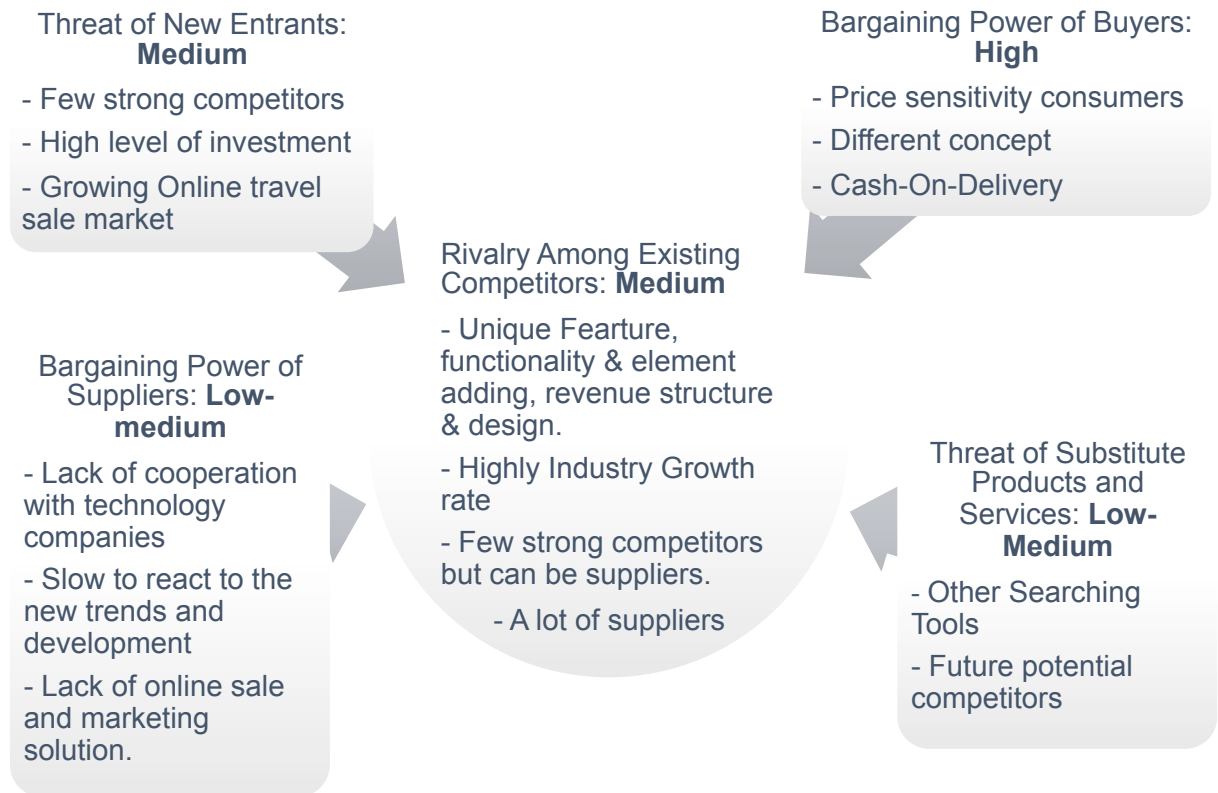 Threat of New Entrants:
Medium
- Few strong competitors
- High level of investment
- Growing Online travel
sale market
Bargaining Power of Buyers:
High
- Price sensitivity consumers
- Different concept
- Cash-On-Delivery
Rivalry Among Existing
Competitors: Medium
- Unique Fearture,
functionality & element
adding, revenue structure
& design.
- Highly Industry Growth
rate
- Few strong competitors
but can be suppliers.
- A lot of suppliers
Bargaining Power of
Suppliers: Low-
medium
- Lack of cooperation
with technology
companies
- Slow to react to the
new trends and
development
- Lack of online sale
and marketing
solution.
Threat of Substitute
Products and
Services: Low-
Medium
- Other Searching
Tools
- Future potential
competitors